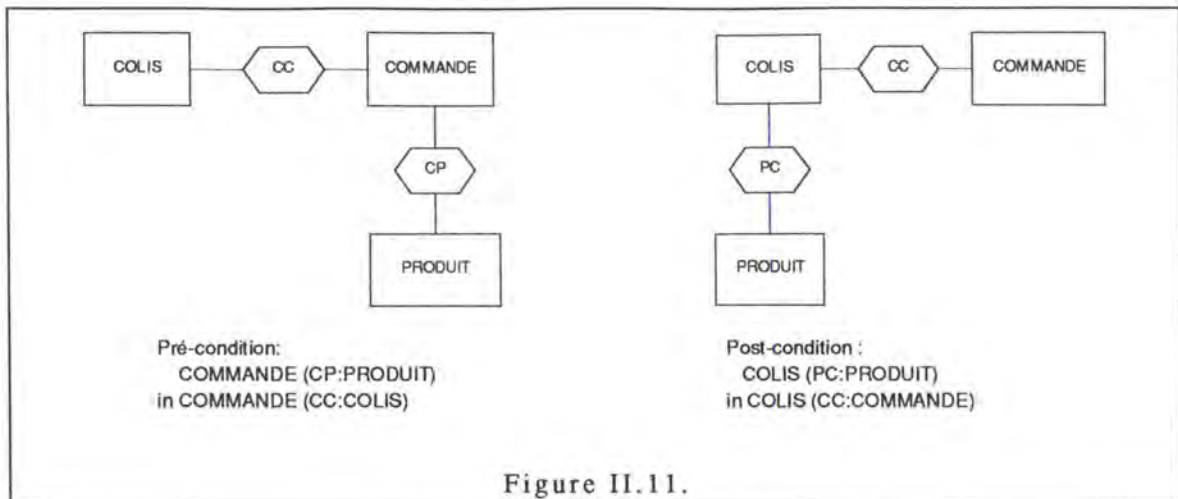 COLIS
CC
COMMANDE
CP
PRODUIT
Pré-condition:
COMMANDE (CP:PRODUIT)
in COMMANDE (CC:COLIS)
COLIS
CC
COMMANDE
PC
PRODUIT
Post-condition :
COLIS (PC:PRODUIT)
in COLIS (CC:COMMANDE)
Figure II.11.